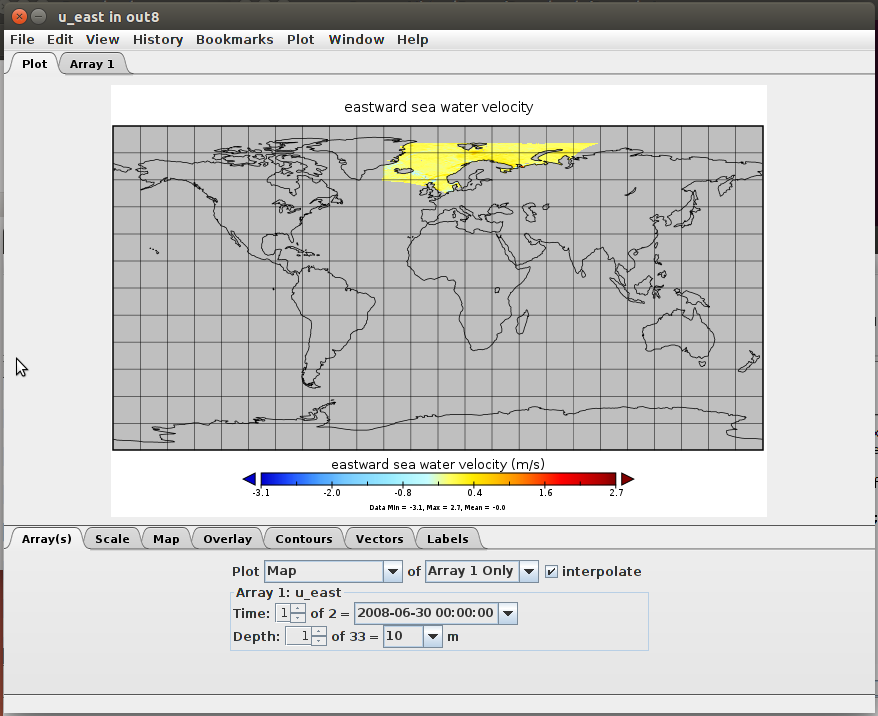 u_east in out8
File Edit View History Bookmarks Plot Window Help
Plot Array 1
eastward sea water velocity
eastward sea water velocity (m/s)
-3.1 -2.0 -0.8 0.4 1.6 2.7
Data Min = -3.1, Max = 2.7, Mean = -0.0
Array(s) Scale Map Overlay Contours Vectors Labels
Plot Map of Array 1 Only interpolate
Array 1: u_east
Time: 1 of 2 = 2008-06-30 00:00:00
Depth: 1 of 33 = 10 m